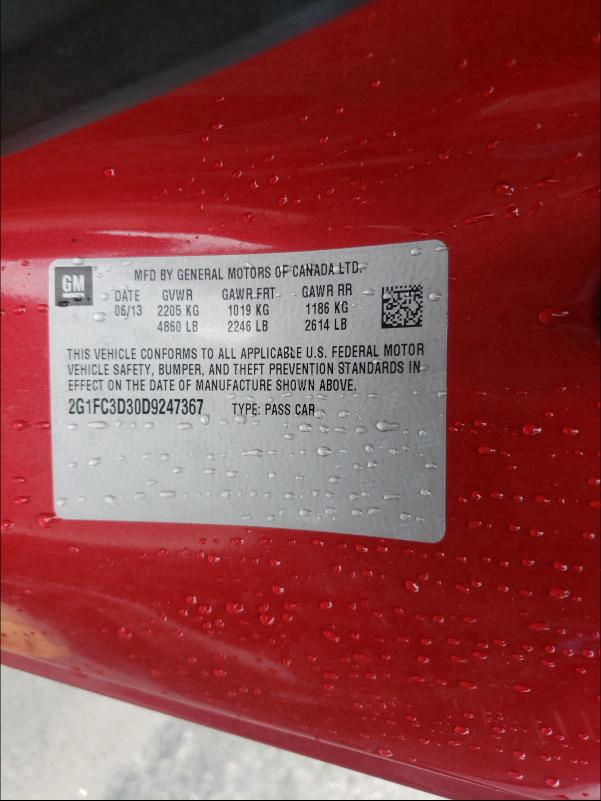 GM
MFD BY GENERAL MOTORS OF CANADA LTD.
DATE GVWR GAWR FRT GAWR RR
06/13 2205 KG 1019 KG 1186 KG
4860 LB 2246 LB 2614 LB
THIS VEHICLE CONFORMS TO ALL APPLICABLE U.S. FEDERAL MOTOR
VEHICLE SAFETY, BUMPER, AND THEFT PREVENTION STANDARDS IN
EFFECT ON THE DATE OF MANUFACTURE SHOWN ABOVE.
2G1FC3D30D9247367 TYPE: PASS CAR